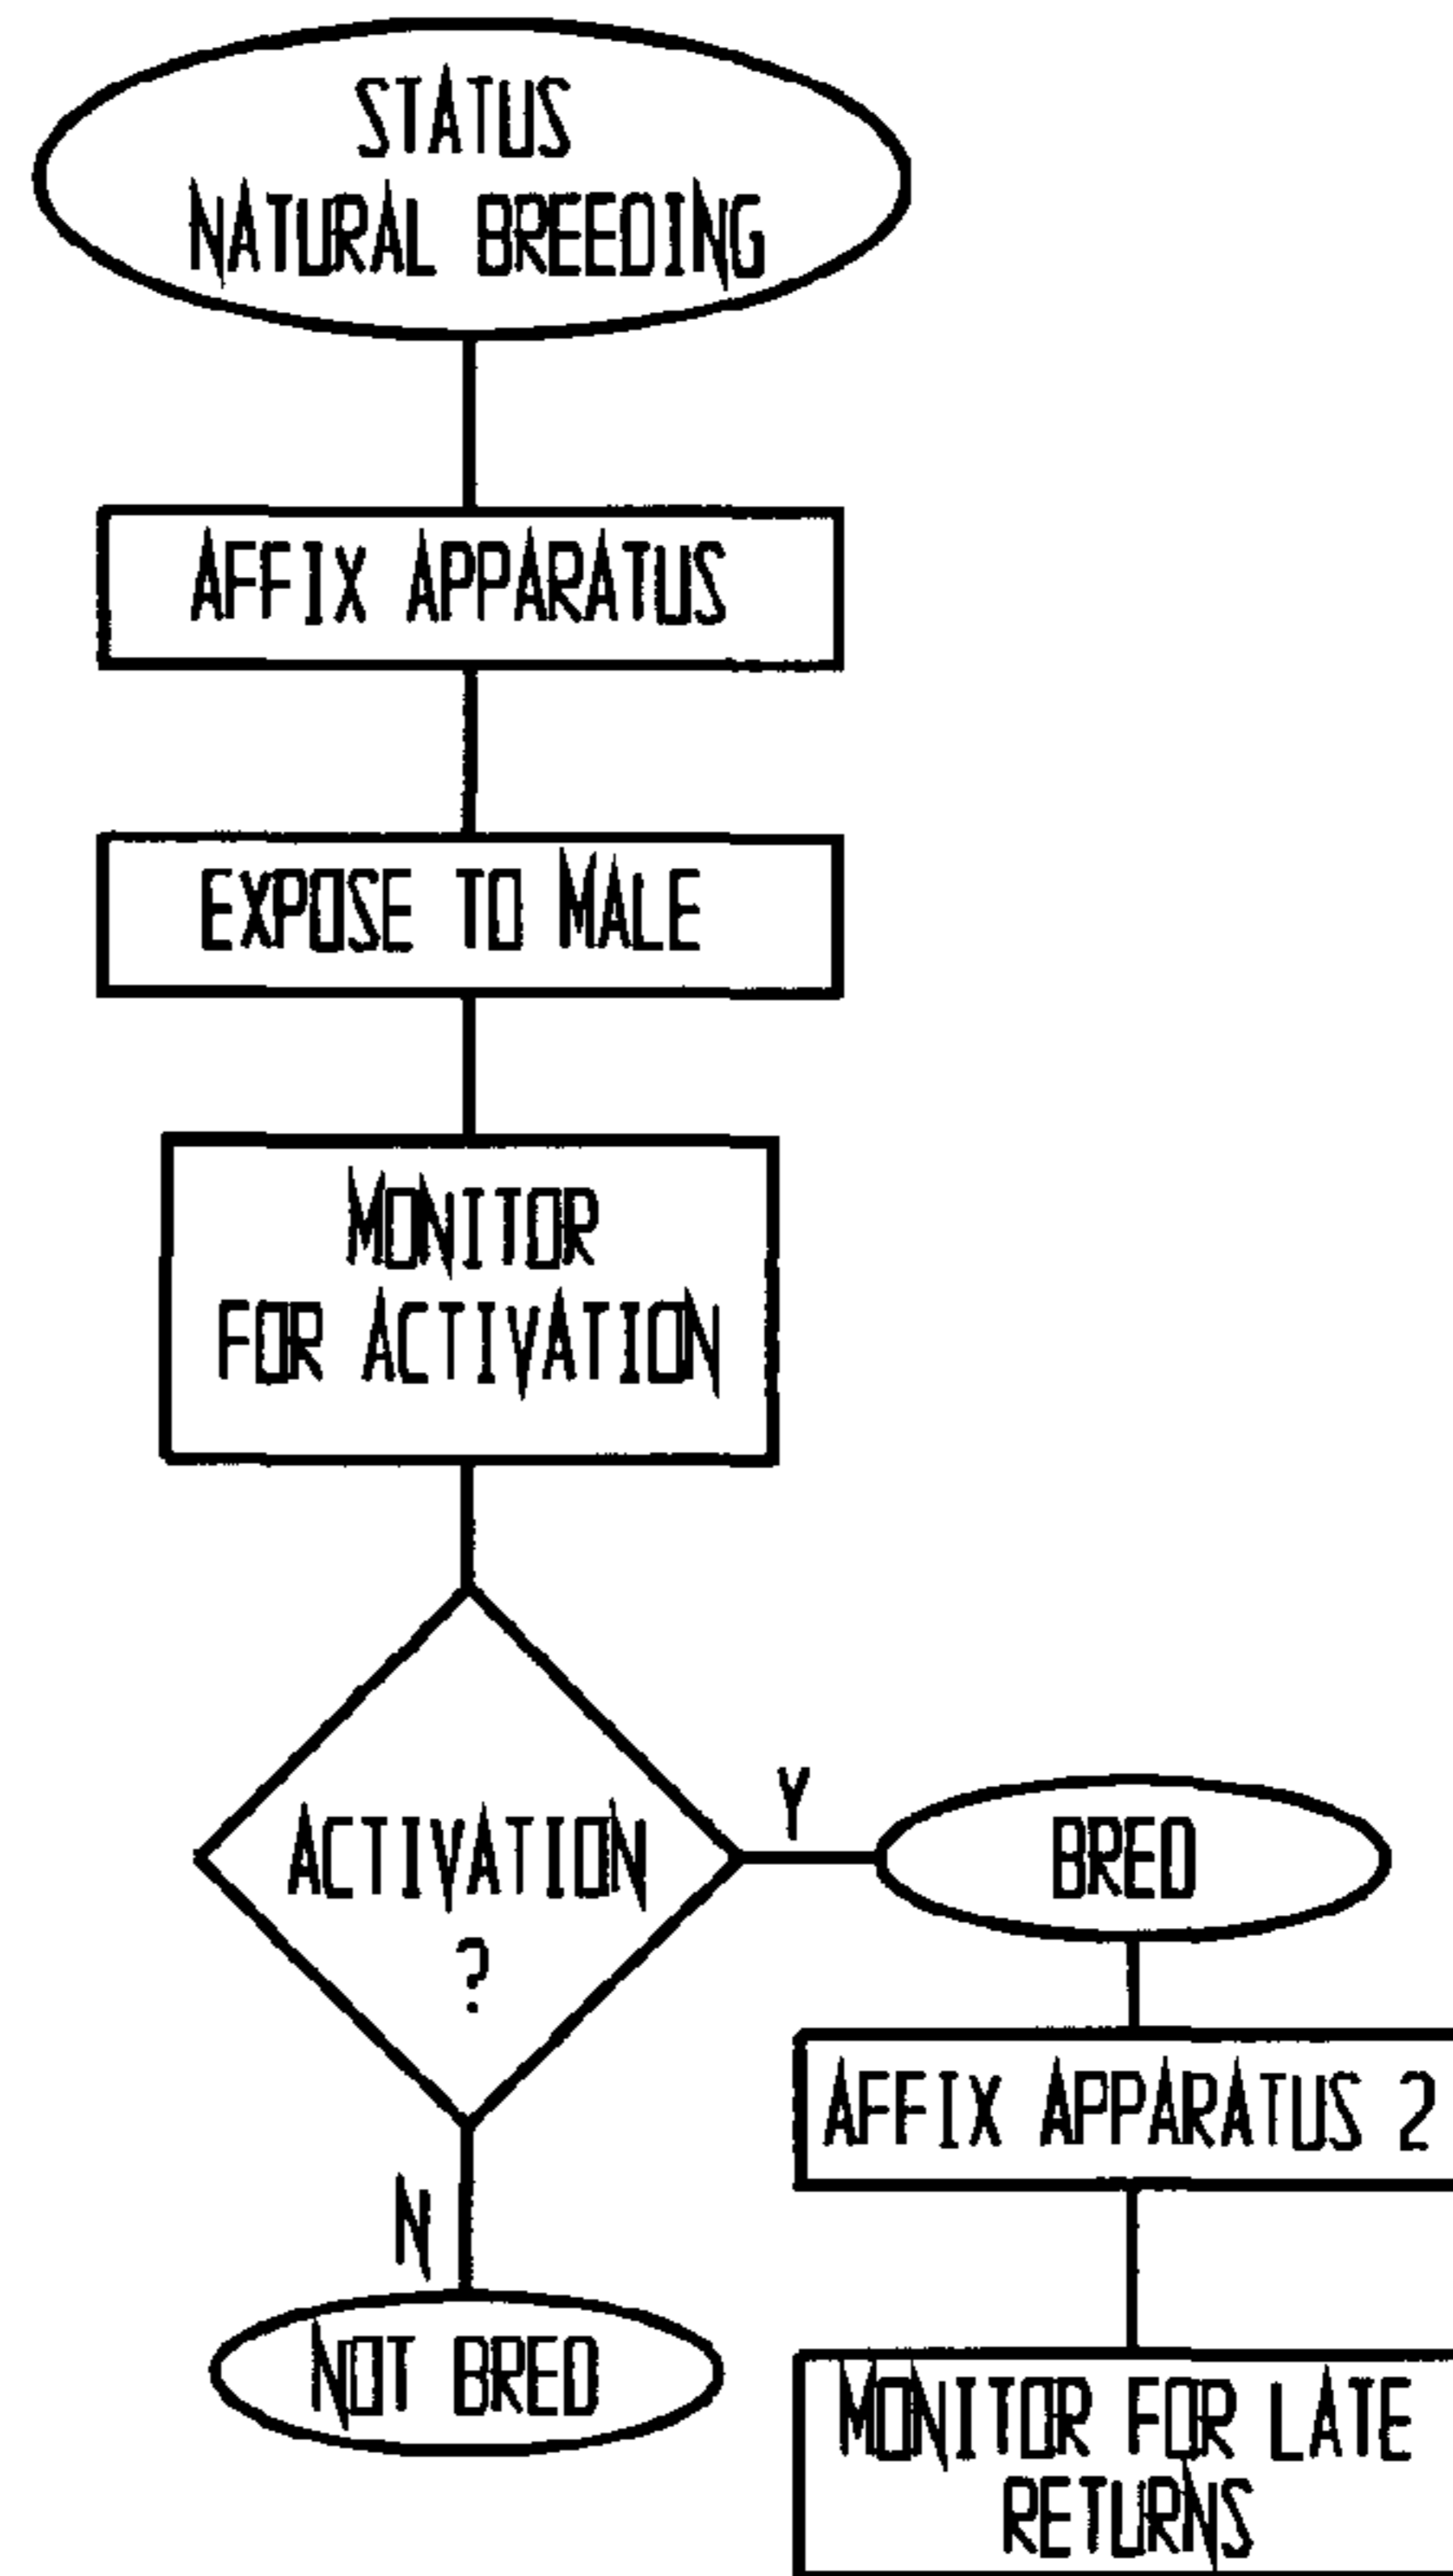 STATUS
NATURAL BREEDING
AFFIX APPARATUS
EXPOSE TO MALE
MONITOR
FOR ACTIVATION
ACTIVATION
?
Y
BRED
AFFIX APPARATUS 2
N
NOT BRED
MONITOR FOR LATE
RETURNS